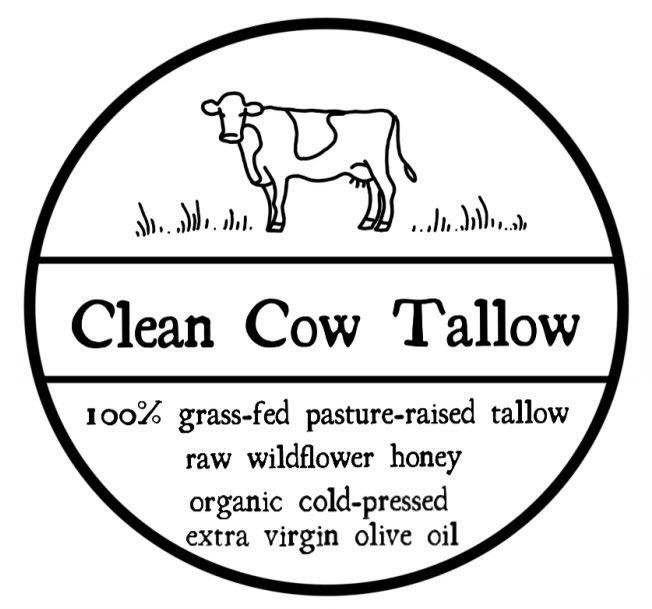 Clean Cow Tallow
100% grass-fed pasture-raised tallow
raw wildflower honey
organic cold-pressed
extra virgin olive oil